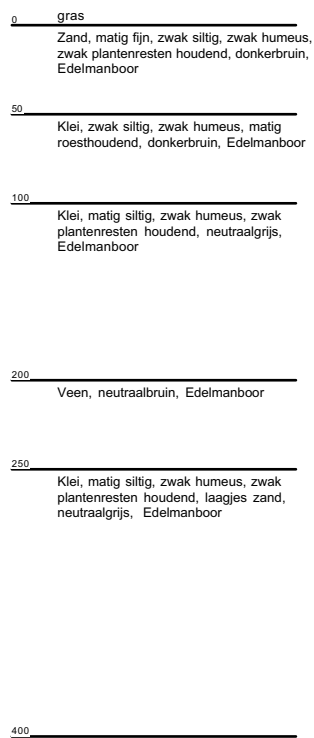 0 gras
Zand, matig fijn, zwak siltig, zwak humeus,
zwak plantenresten houdend, donkerbruin,
Edelmanboor
50
Klei, zwak siltig, zwak humeus, matig
roesthoudend, donkerbruin, Edelmanboor
100
Klei, matig siltig, zwak humeus, zwak
plantenresten houdend, neutraalgrijs,
Edelmanboor
200
Veen, neutraalbruin, Edelmanboor
250
Klei, matig siltig, zwak humeus, zwak
plantenresten houdend, laagjes zand,
neutraalgrijs, Edelmanboor
400